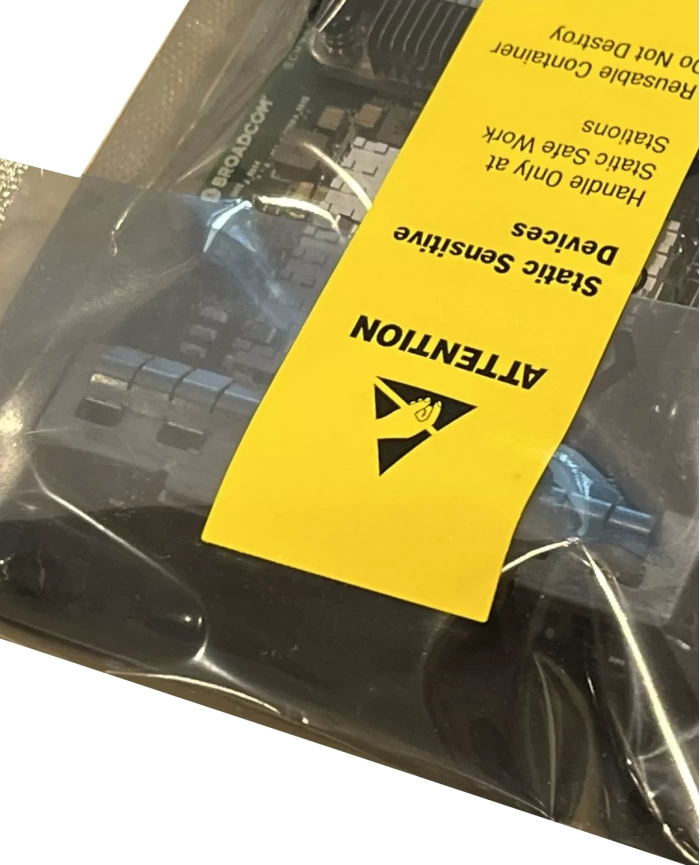 ATTENTION
Static Sensitive
Devices
Handle Only at
Static Safe Work
Stations
Reusable Container
Do Not Destroy
BROADCOM